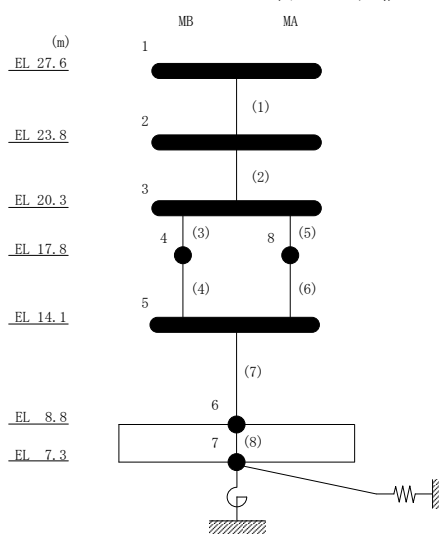 MB MA
(m)
1
EL 27.6
(1)
2
EL 23.8
(2)
3
EL 20.3
(3) (5)
4 8
EL 17.8
(4) (6)
5
EL 14.1
(7)
6
EL 8.8
7 (8)
EL 7.3